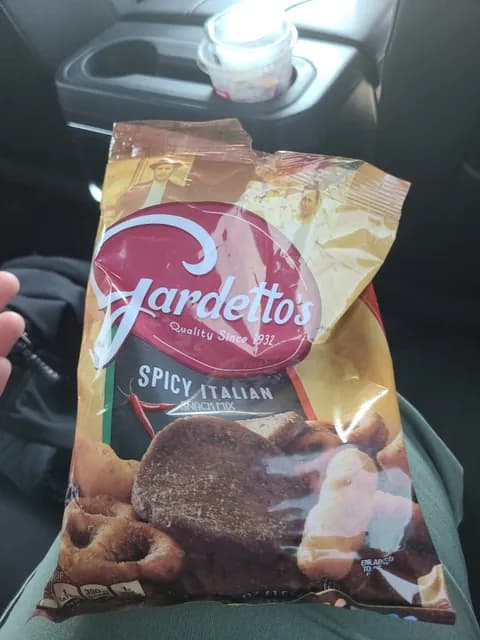 Gardetto's
Quality Since 1932
SPICY ITALIAN
SNACK MIX
ENLARGED
TO